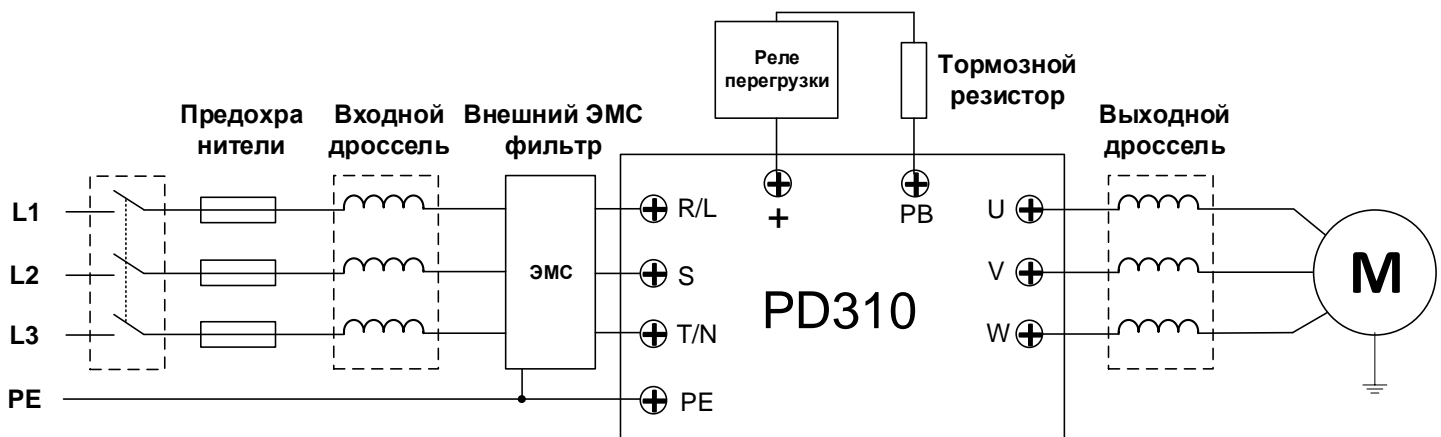 Реле
перегрузки
Тормозной
резистор
Предохра
нители
Входной
дроссель
Внешний ЭМС
фильтр
Выходной
дроссель
L1
R/L
+
PB
U
L2
ЭМС
S
V
M
PD310
L3
T/N
W
PE
PE